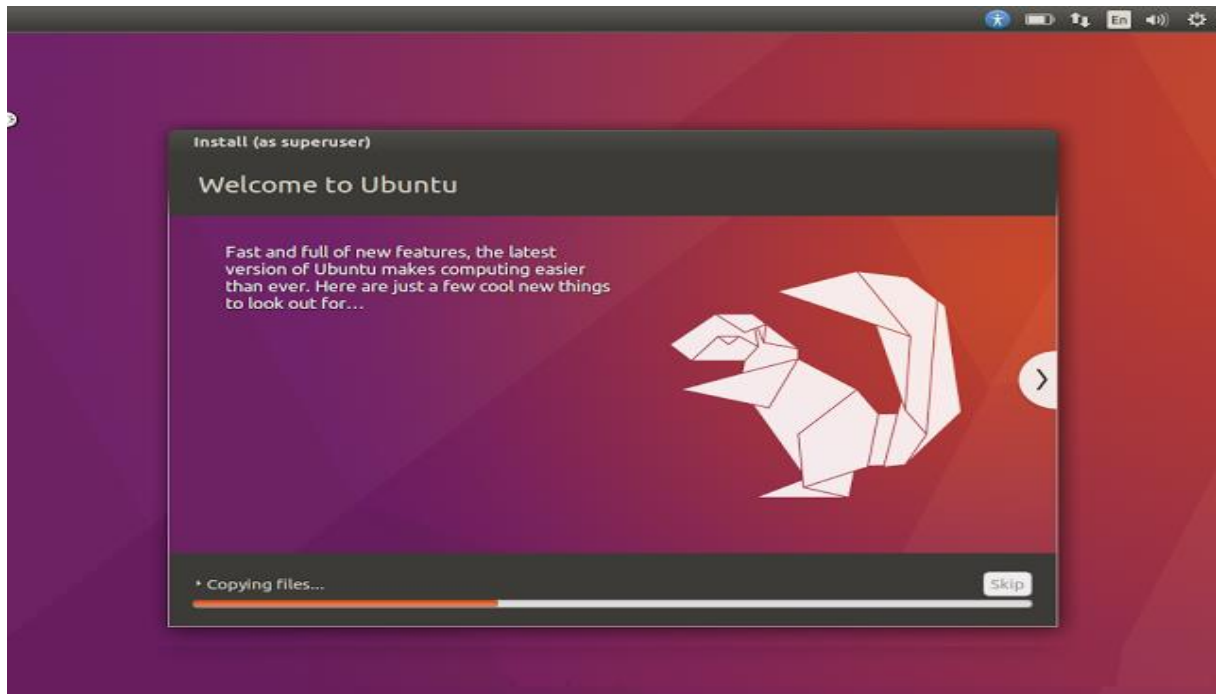 En
Install (as superuser)
Welcome to Ubuntu
Fast and full of new features, the latest
version of Ubuntu makes computing easier
than ever. Here are just a few cool new things
to look out for...
Copying files...
Skip